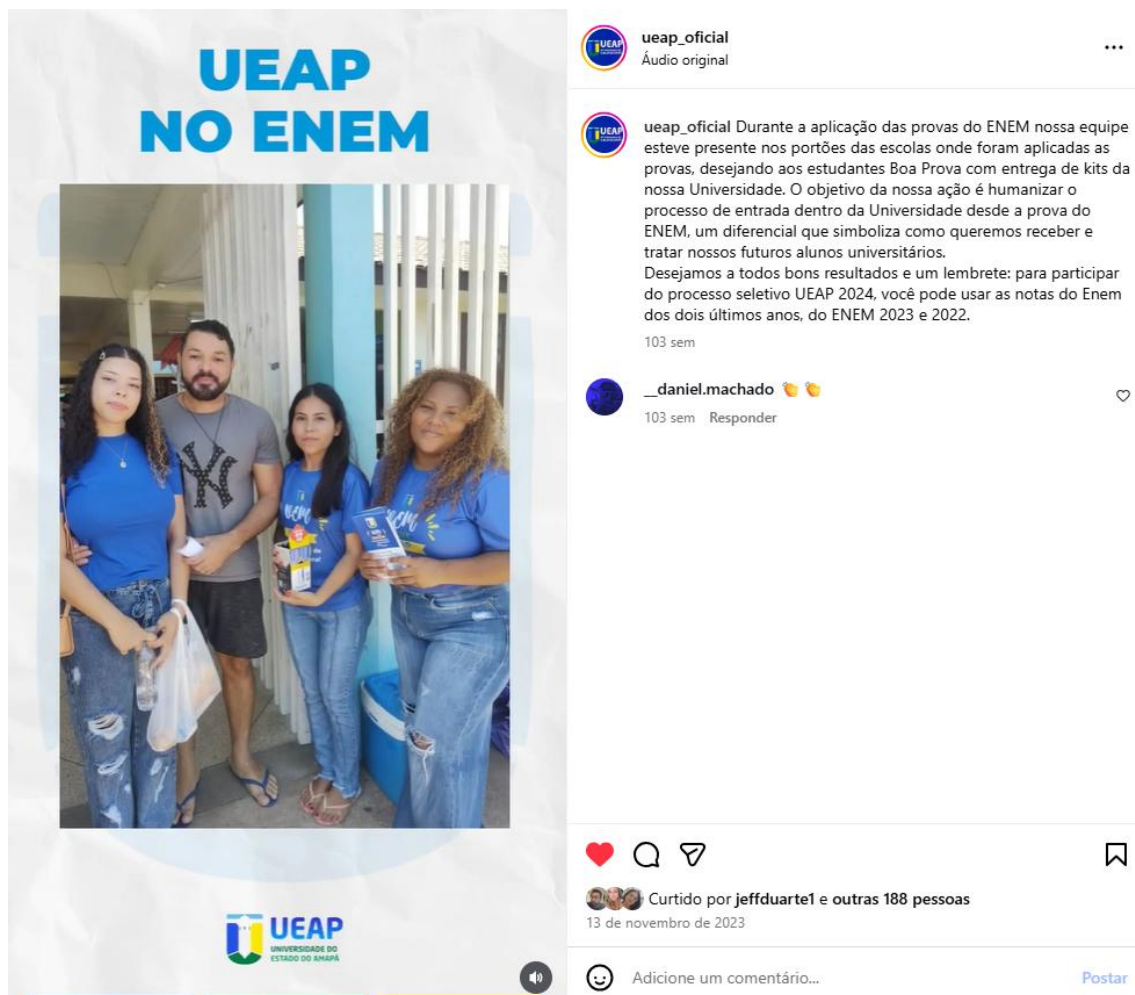 UEAP
NO ENEM
UEAP
UNIVERSIDADE DO
ESTADO DO AMAPÁ
UEAP
ueap_oficial
Áudio original
UEAP
ueap_oficial Durante a aplicação das provas do ENEM nossa equipe
esteve presente nos portões das escolas onde foram aplicadas as
provas, desejando aos estudantes Boa Prova com entrega de kits da
nossa Universidade. O objetivo da nossa ação é humanizar o
processo de entrada dentro da Universidade desde a prova do
ENEM, um diferencial que simboliza como queremos receber e
tratar nossos futuros alunos universitários.
Desejamos a todos bons resultados e um lembrete: para participar
do processo seletivo UEAP 2024, você pode usar as notas do Enem
dos dois últimos anos, do ENEM 2023 e 2022.
103 sem
__daniel.machado 👏 👏
103 sem Responder
Curtido por jeffduarte1 e outras 188 pessoas
13 de novembro de 2023
Adicione um comentário... Postar